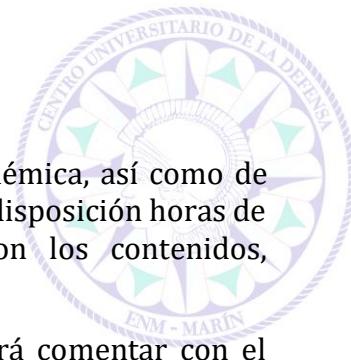 CENTRO UNIVERSITARIO DE LA DEFENSA
émica, así como de
disposición horas de
on los contenidos,
ENM - MARÍN
rá comentar con el